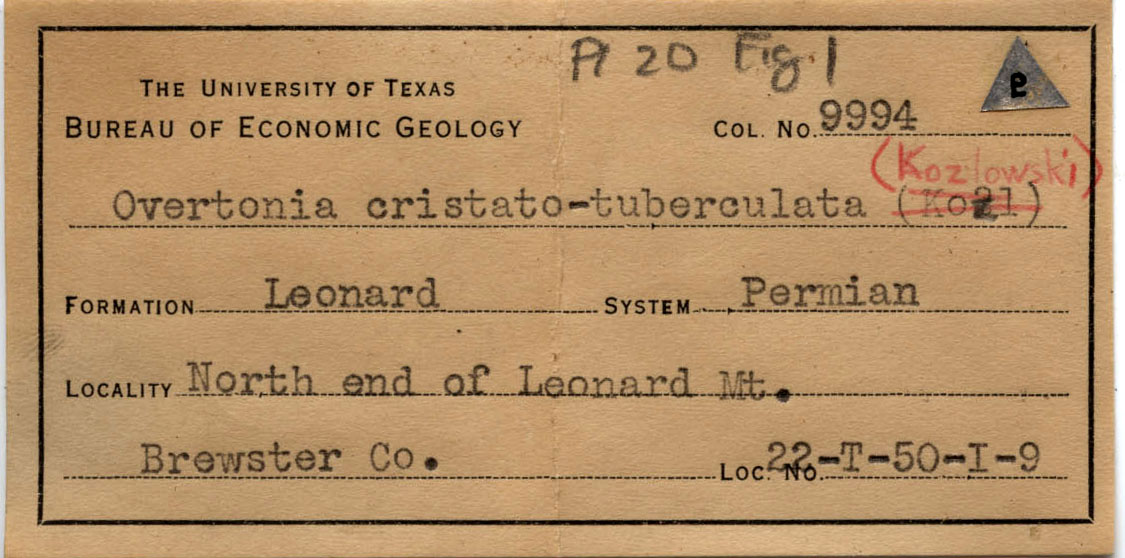 Pl 20 Fig. 1
THE UNIVERSITY OF TEXAS
BUREAU OF ECONOMIC GEOLOGY
COL. NO. 9994
(Kozlowski)
Overtonia cristato-tuberculata (Kozl)
FORMATION Leonard SYSTEM Permian
LOCALITY North end of Leonard Mt.
Brewster Co. LOC. NO. 22-T-50-I-9